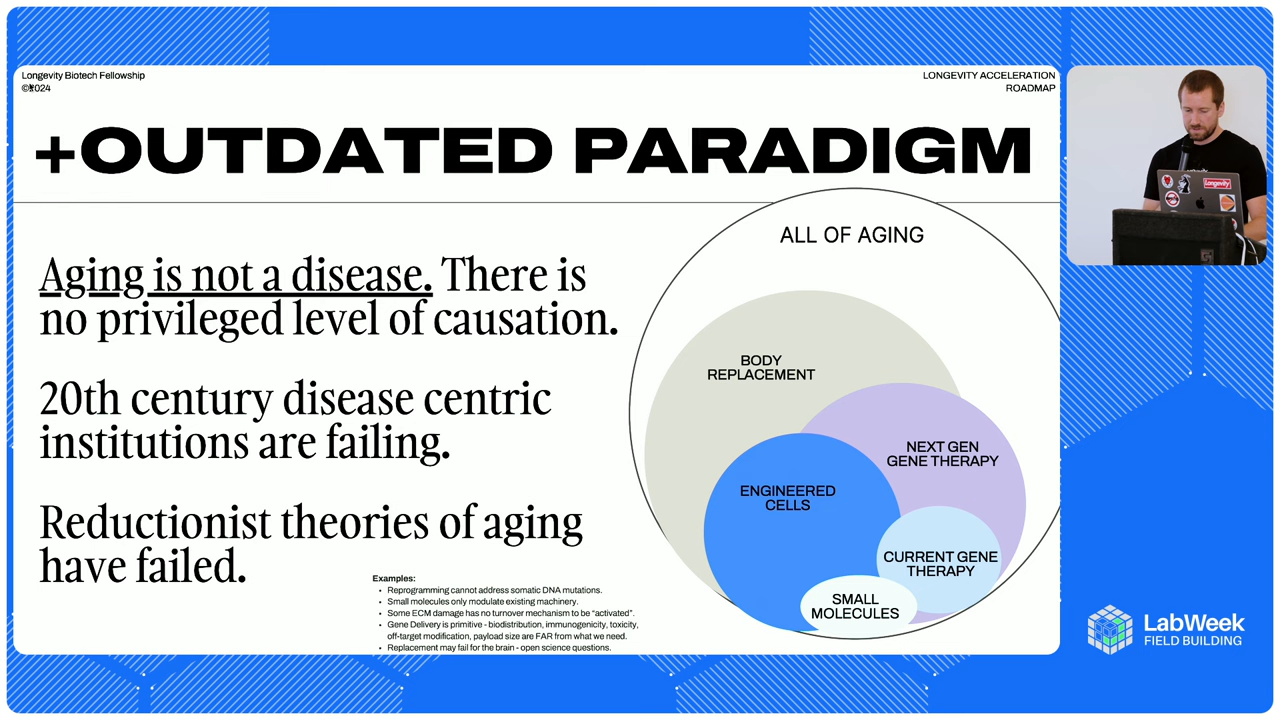 Longevity Biotech Fellowship
©2024
LONGEVITY ACCELERATION
ROADMAP
+OUTDATED PARADIGM
Aging is not a disease. There is
no privileged level of causation.
20th century disease centric
institutions are failing.
Reductionist theories of aging
have failed.
Examples:
• Reprogramming cannot address somatic DNA mutations.
• Small molecules only modulate existing machinery.
• Some ECM damage has no turnover mechanism to be “activated”.
• Gene Delivery is primitive - biodistribution, immunogenicity, toxicity,
off-target modification, payload size are FAR from what we need.
• Replacement may fail for the brain - open science questions.
ALL OF AGING
BODY
REPLACEMENT
NEXT GEN
GENE THERAPY
ENGINEERED
CELLS
CURRENT GENE
THERAPY
SMALL
MOLECULES
Longevity
LabWeek
FIELD BUILDING